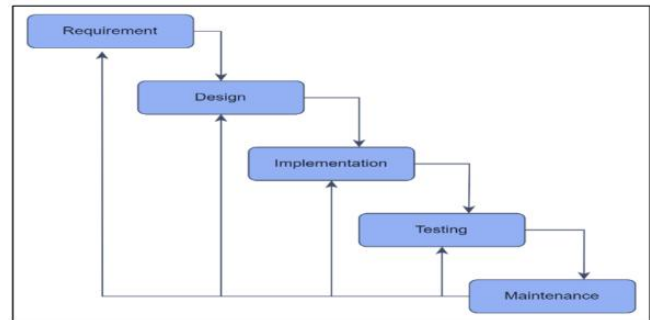 Requirement
Design
Implementation
Testing
Maintenance